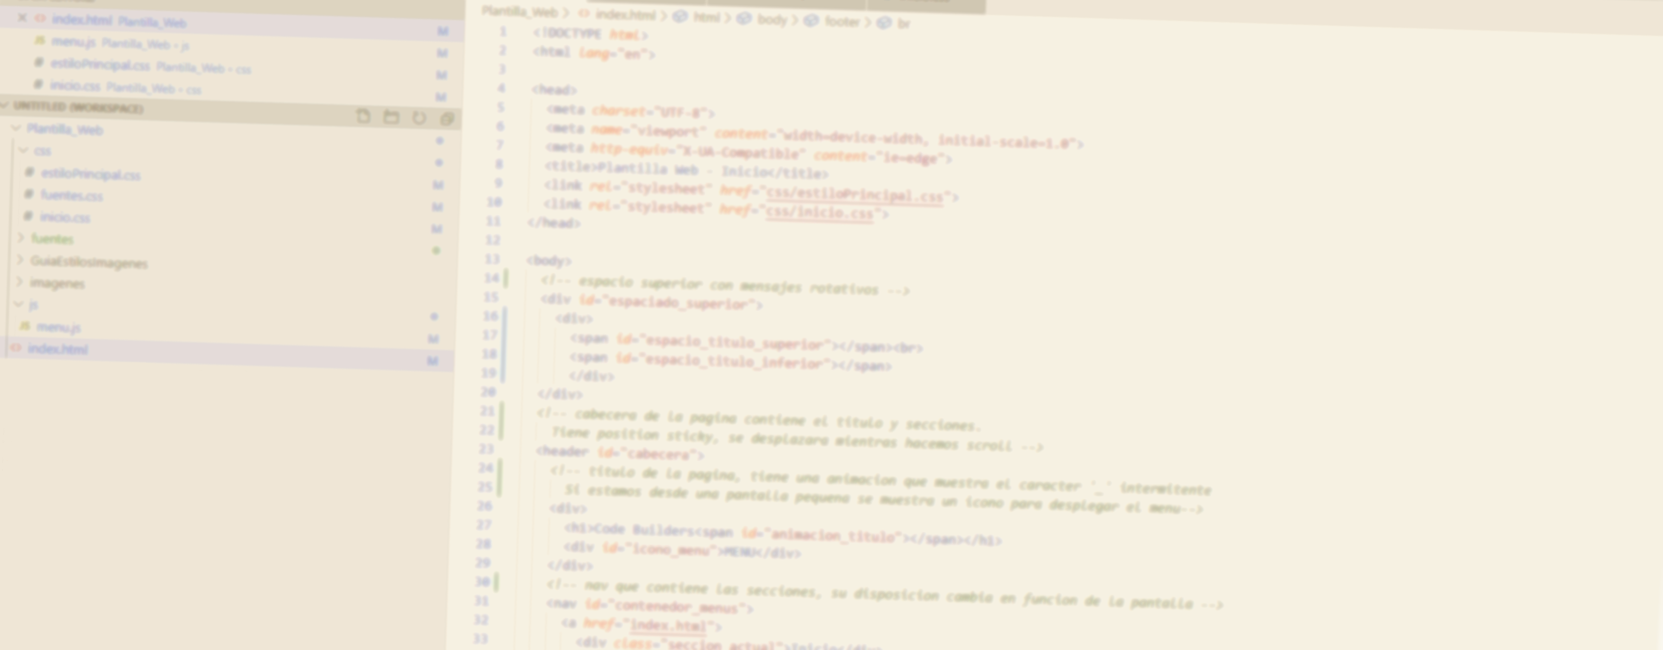 index.html Plantilla_Web M
JS menu.js Plantilla_Web • js M
# estiloPrincipal.css Plantilla_Web • css M
# inicio.css Plantilla_Web • css M
UNTITLED (WORKSPACE)
Plantilla_Web
css
# estiloPrincipal.css M
# fuentes.css M
# inicio.css M
fuentes
GuiaEstilosImagenes
imagenes
js
JS menu.js M
index.html M
Plantilla_Web > index.html > html > body > footer > br
1 <!DOCTYPE html>
2 <html lang="en">
3
4 <head>
5 <meta charset="UTF-8">
6 <meta name="viewport" content="width=device-width, initial-scale=1.0">
7 <meta http-equiv="X-UA-Compatible" content="ie=edge">
8 <title>Plantilla Web - Inicio</title>
9 <link rel="stylesheet" href="css/estiloPrincipal.css">
10 <link rel="stylesheet" href="css/inicio.css">
11 </head>
12
13 <body>
14 <!-- espacio superior con mensajes rotativos -->
15 <div id="espaciado_superior">
16 <div>
17 <span id="espacio_titulo_superior"></span><br>
18 <span id="espacio_titulo_inferior"></span>
19 </div>
20 </div>
21 <!-- cabecera de la pagina contiene el titulo y secciones.
22 Tiene position sticky, se desplazara mientras hacemos scroll -->
23 <header id="cabecera">
24 <!-- titulo de la pagina, tiene una animacion que muestra el caracter '_' intermitente
25 Si estamos desde una pantalla pequena se muestra un icono para desplegar el menu-->
26 <div>
27 <h1>Code Builders<span id="animacion_titulo"></span></h1>
28 <div id="icono_menu">MENU</div>
29 </div>
30 <!-- nav que contiene las secciones, su disposicion cambia en funcion de la pantalla -->
31 <nav id="contenedor_menus">
32 <a href="index.html">
33 <div class="seccion_actual">Inicio</div>